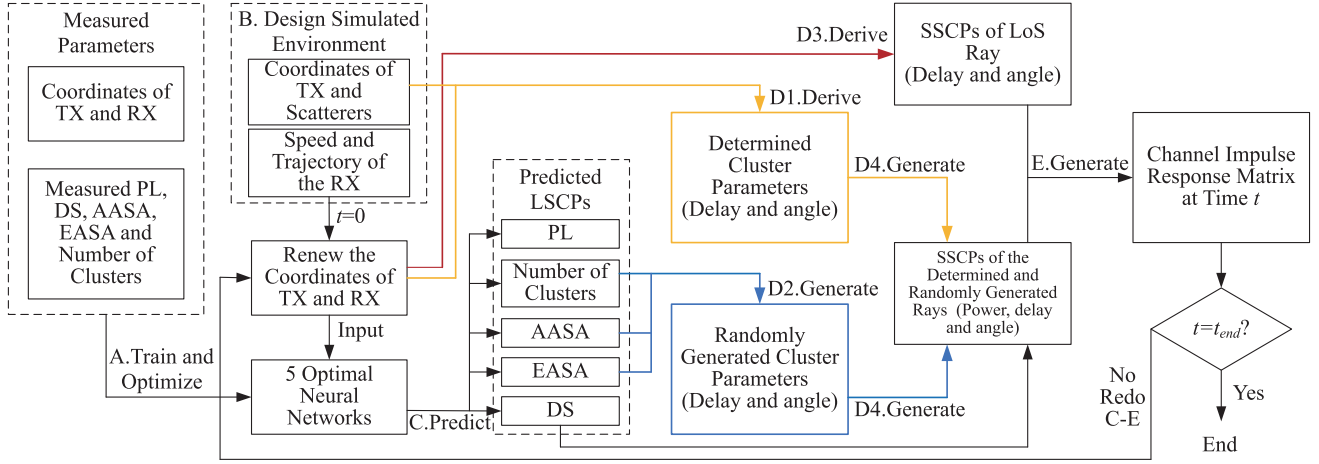 Measured
Parameters
Coordinates of
TX and RX
Measured PL,
DS, AASA,
EASA and
Number of
Clusters
A.Train and
Optimize
B. Design Simulated
Environment
Coordinates of
TX and
Scatterers
Speed and
Trajectory of
the RX
t=0
Renew the
Coordinates of
TX and RX
Input
5 Optimal
Neural
Networks
C.Predict
Predicted
LSCPs
PL
Number of
Clusters
AASA
EASA
DS
D3.Derive
D1.Derive
Determined
Cluster
Parameters
(Delay and angle)
D2.Generate
Randomly
Generated Cluster
Parameters
(Delay and angle)
D4.Generate
D4.Generate
SSCPs of LoS
Ray
(Delay and angle)
SSCPs of the
Determined and
Randomly Generated
Rays (Power, delay
and angle)
E.Generate
Channel Impulse
Response Matrix
at Time t
t=tend?
No
Redo
C-E
Yes
End